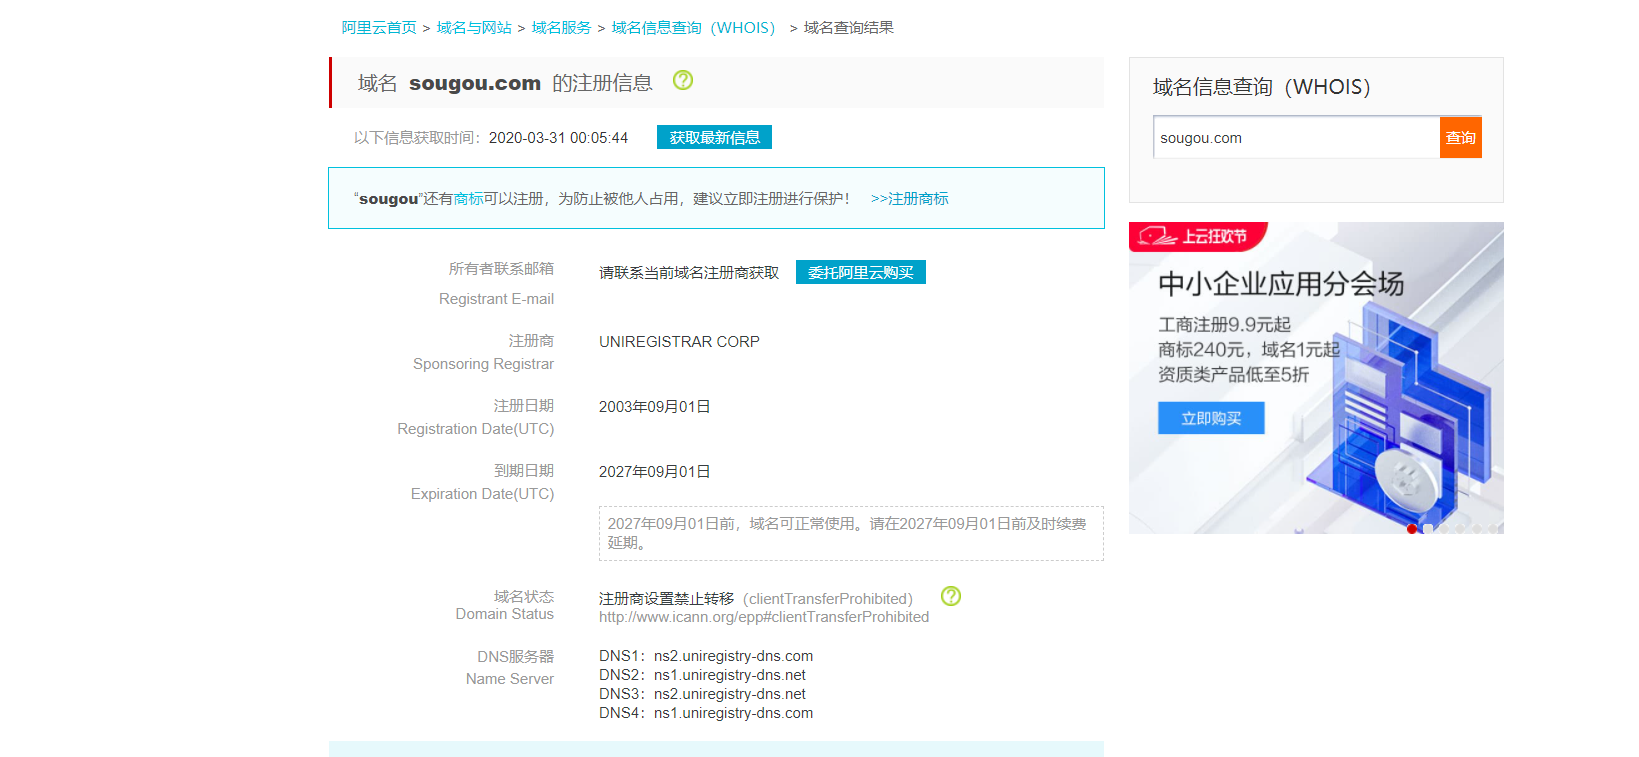 阿里云首页 > 域名与网站 > 域名服务 > 域名信息查询（WHOIS） > 域名查询结果
域名 sougou.com 的注册信息
以下信息获取时间：2020-03-31 00:05:44 获取最新信息
“sougou”还有商标可以注册，为防止被他人占用，建议立即注册进行保护！ >>注册商标
所有者联系邮箱
Registrant E-mail
请联系当前域名注册商获取 委托阿里云购买
注册商
Sponsoring Registrar
UNIREGISTRAR CORP
注册日期
Registration Date(UTC)
2003年09月01日
到期日期
Expiration Date(UTC)
2027年09月01日
2027年09月01日前，域名可正常使用。请在2027年09月01日前及时续费
延期。
域名状态
Domain Status
注册商设置禁止转移（clientTransferProhibited）
http://www.icann.org/epp#clientTransferProhibited
DNS服务器
Name Server
DNS1：ns2.uniregistry-dns.com
DNS2：ns1.uniregistry-dns.net
DNS3：ns2.uniregistry-dns.net
DNS4：ns1.uniregistry-dns.com
域名信息查询（WHOIS）
sougou.com 查询
上云狂欢节
中小企业应用分会场
工商注册9.9元起
商标240元，域名1元起
资质类产品低至5折
立即购买